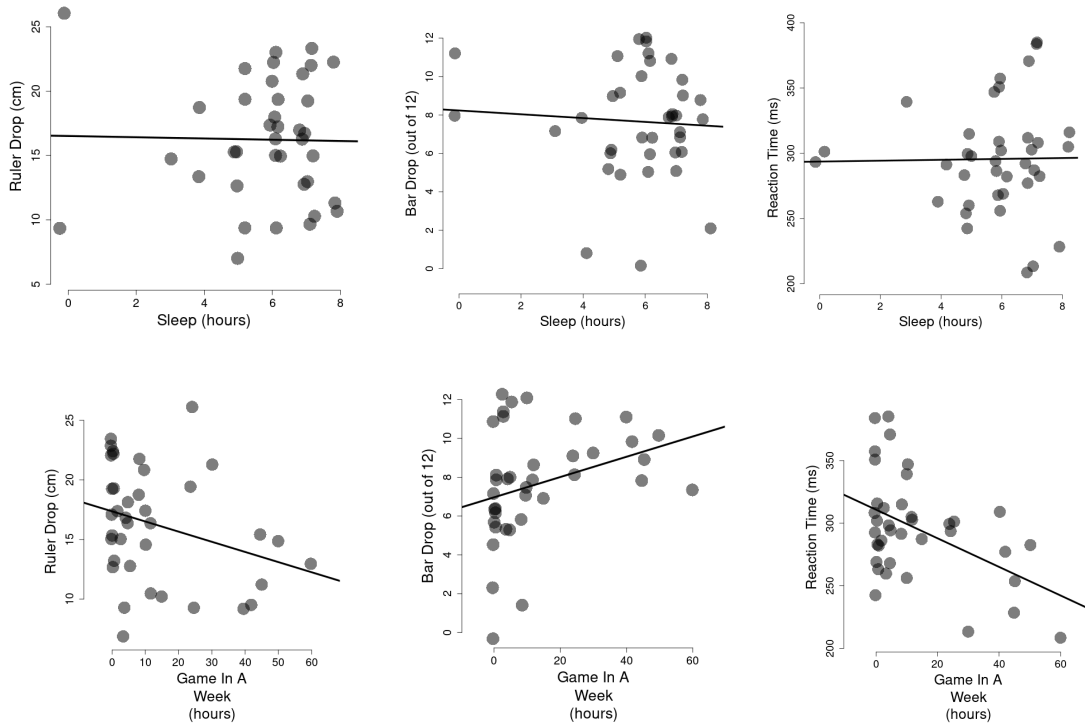 Ruler Drop (cm)
25
20
15
10
5
0 2 4 6 8
Sleep (hours)
Bar Drop (out of 12)
12
10
8
6
4
2
0
0 2 4 6 8
Sleep (hours)
Reaction Time (ms)
400
350
300
250
200
0 2 4 6 8
Sleep (hours)
Ruler Drop (cm)
25
20
15
10
0 10 20 30 40 50 60
Game In A
Week
(hours)
Bar Drop (out of 12)
12
10
8
6
4
2
0
0 20 40 60
Game In A
Week
(hours)
Reaction Time (ms)
350
300
250
200
0 20 40 60
Game In A
Week
(hours)